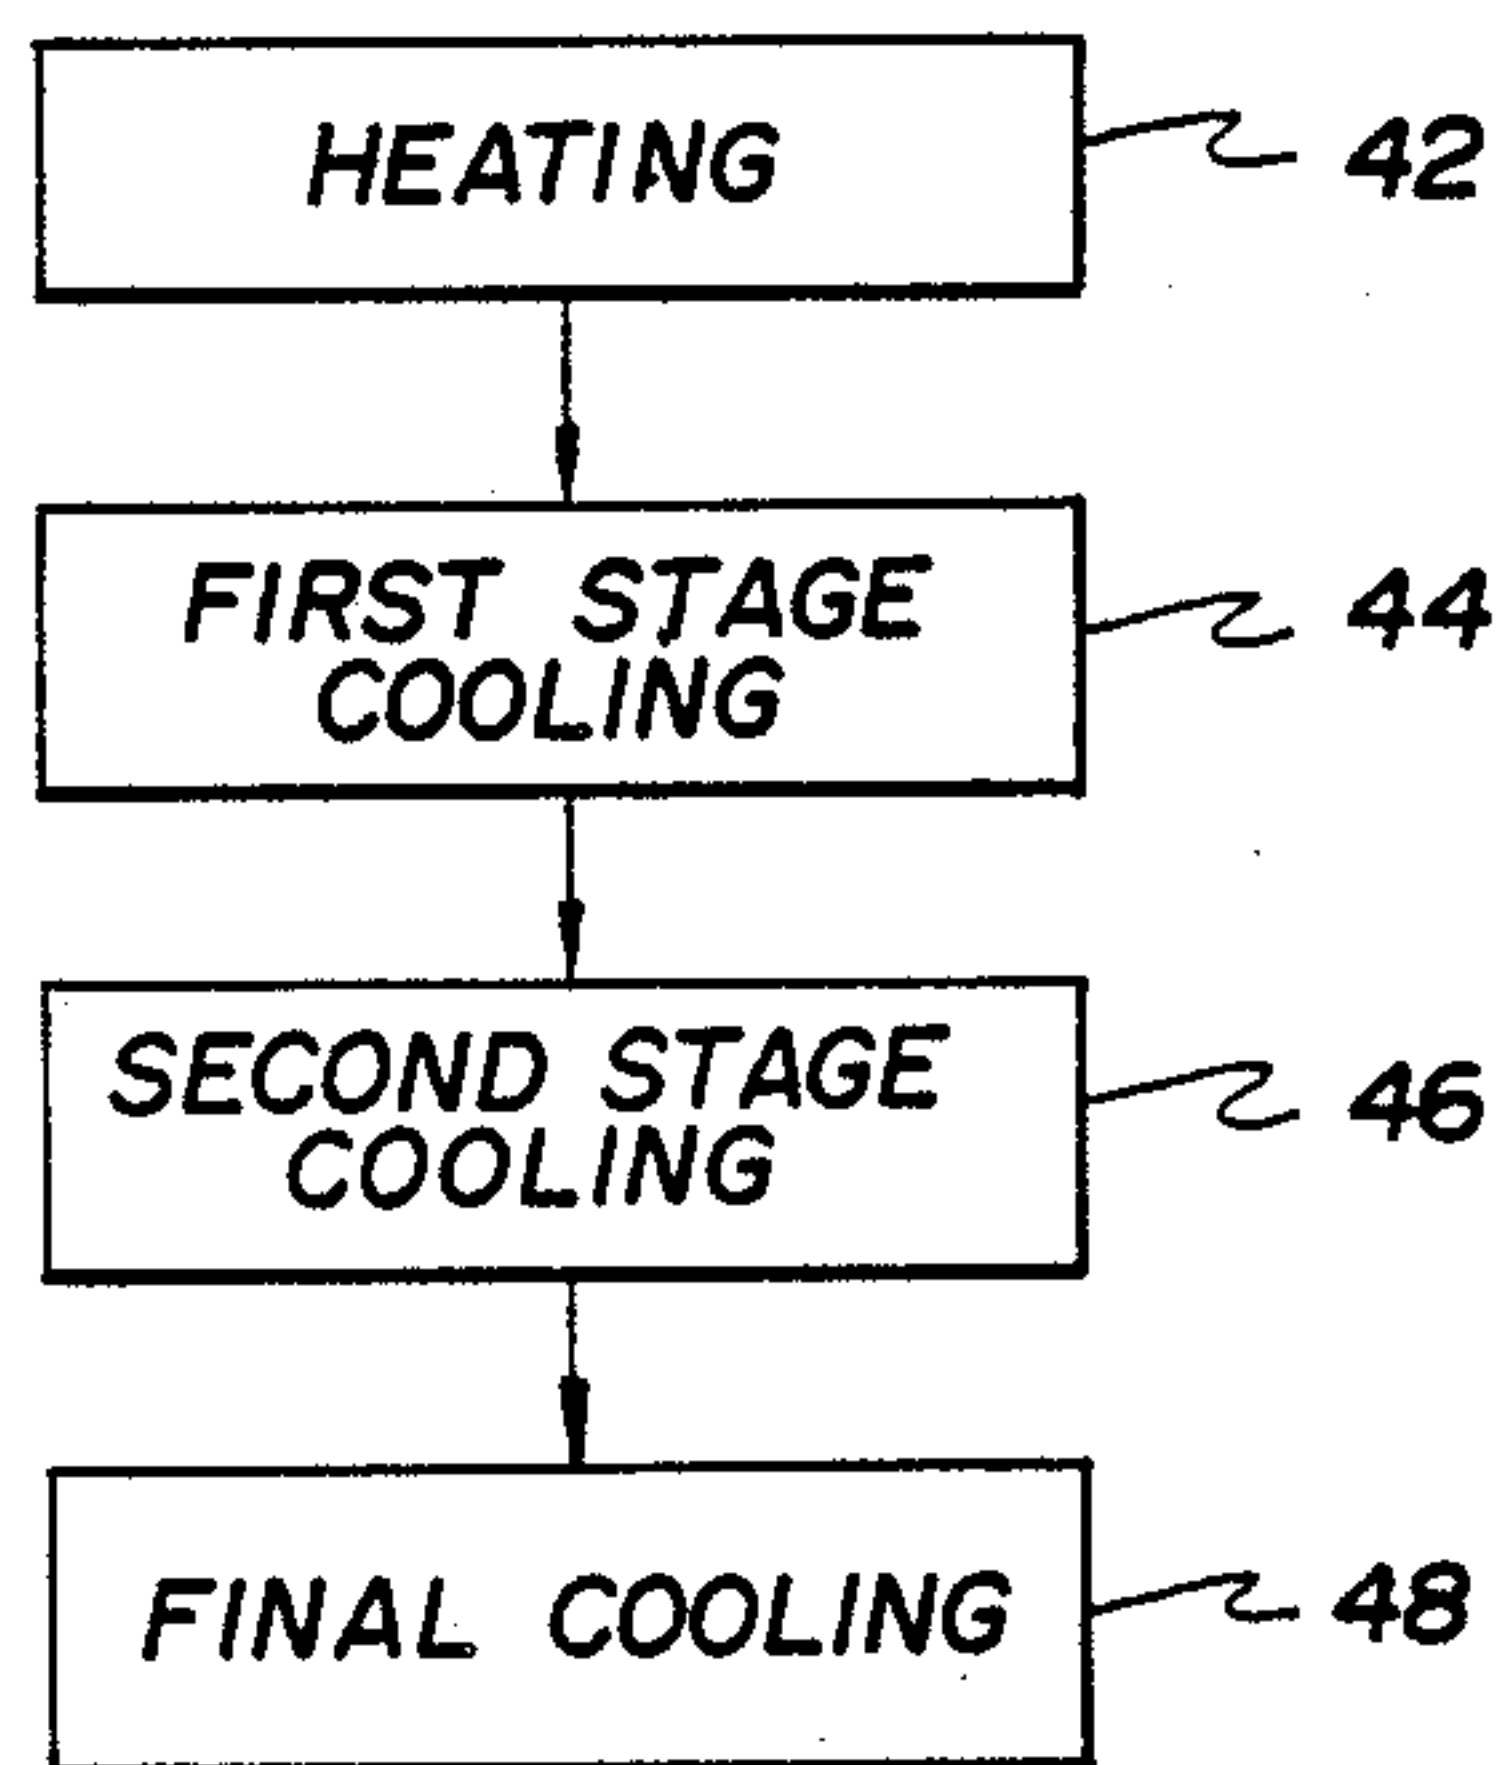 HEATING
42
FIRST STAGE
COOLING
44
SECOND STAGE
COOLING
46
FINAL COOLING
48